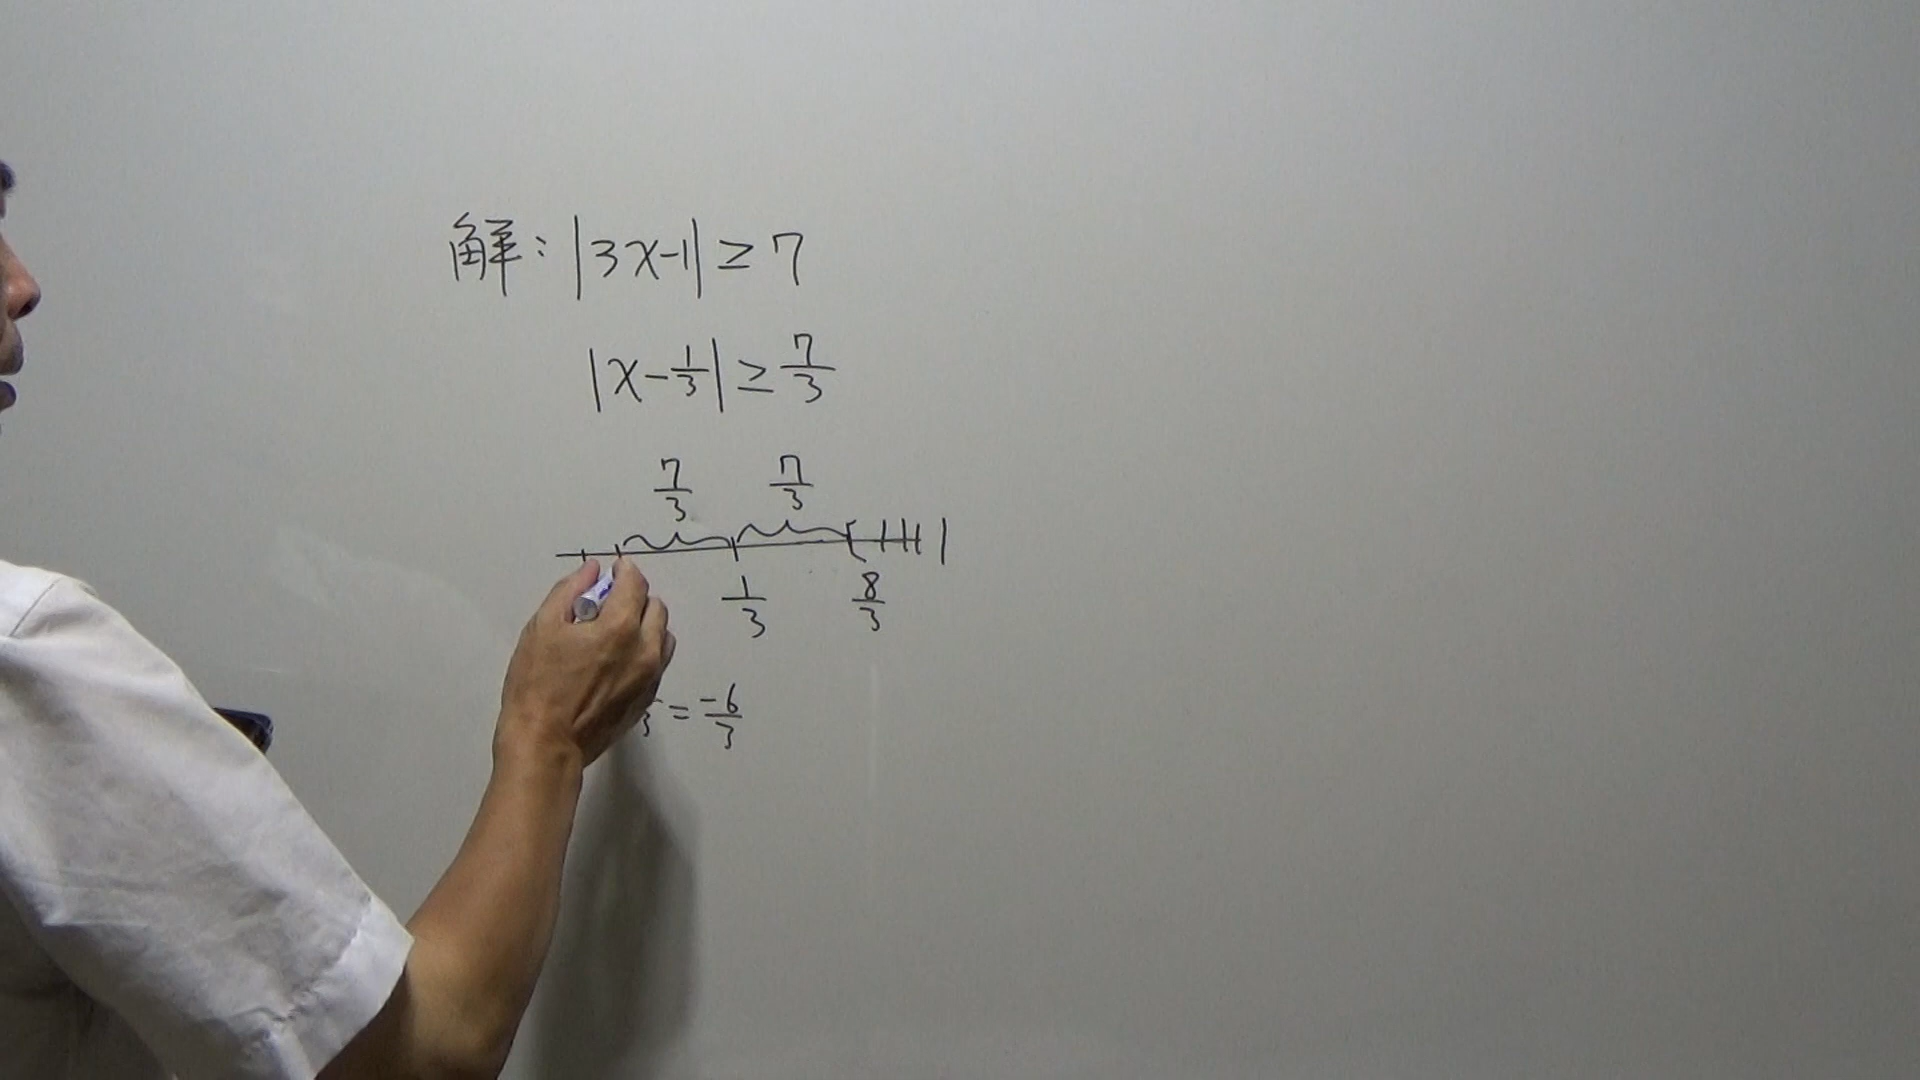 解：|3x-1| ≥ 7
|x-1/3| ≥ 7/3
7/3 7/3
1/3 8/3
= -6/3